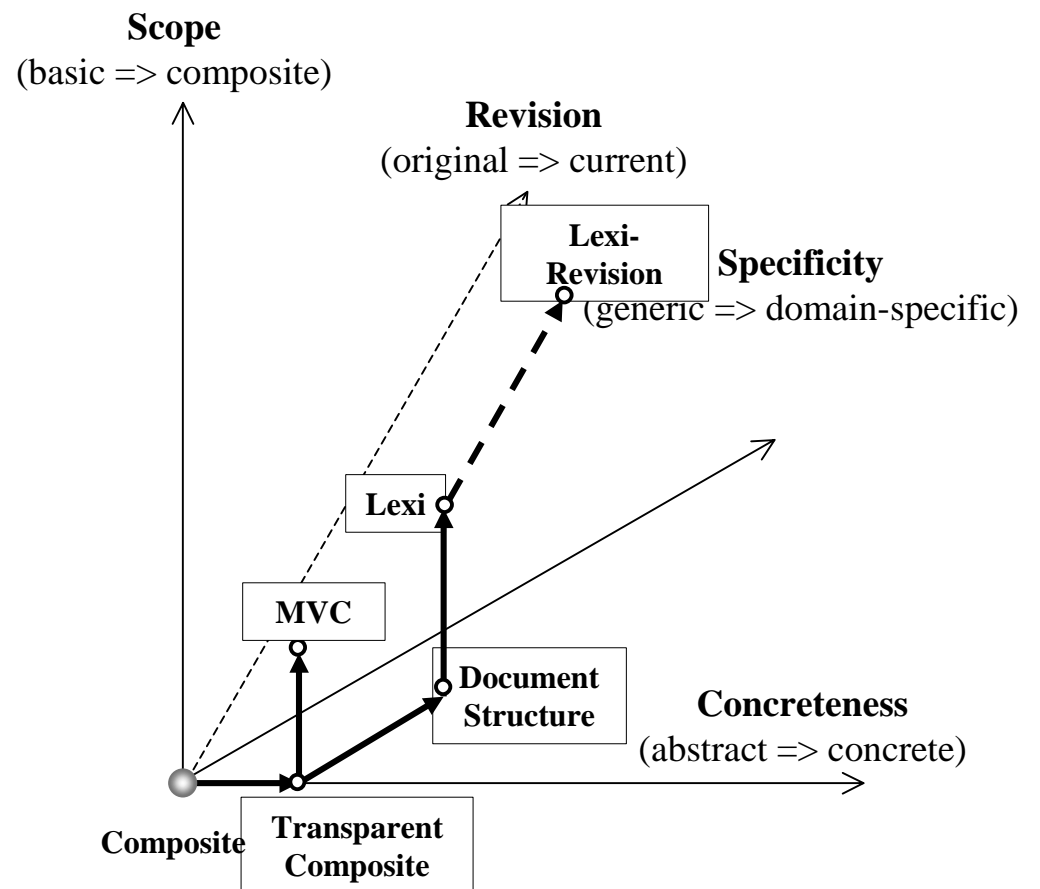 Scope
(basic => composite)
Revision
(original => current)
Lexi-
Revision
Specificity
(generic => domain-specific)
Lexi
MVC
Document
Structure
Concreteness
(abstract => concrete)
Composite
Transparent
Composite